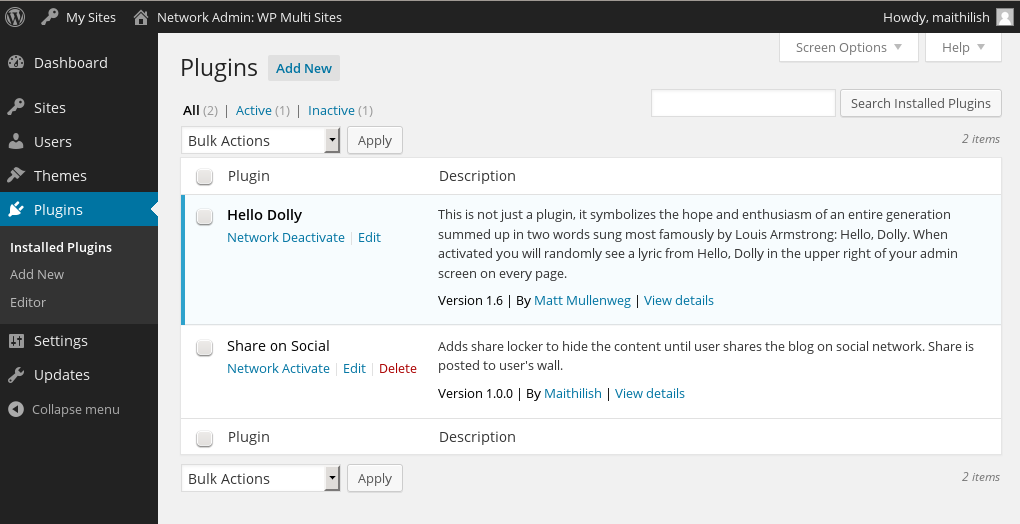 My Sites Network Admin: WP Multi Sites Howdy, maithilish
Screen Options Help
Dashboard
Sites
Users
Themes
Plugins
Installed Plugins
Add New
Editor
Settings
Updates
Collapse menu
Plugins Add New
All (2) | Active (1) | Inactive (1)
Search Installed Plugins
Bulk Actions Apply 2 items
Plugin Description
Hello Dolly
Network Deactivate | Edit
This is not just a plugin, it symbolizes the hope and enthusiasm of an entire generation
summed up in two words sung most famously by Louis Armstrong: Hello, Dolly. When
activated you will randomly see a lyric from Hello, Dolly in the upper right of your admin
screen on every page.
Version 1.6 | By Matt Mullenweg | View details
Share on Social
Network Activate | Edit | Delete
Adds share locker to hide the content until user shares the blog on social network. Share is
posted to user's wall.
Version 1.0.0 | By Maithilish | View details
Plugin Description
Bulk Actions Apply 2 items